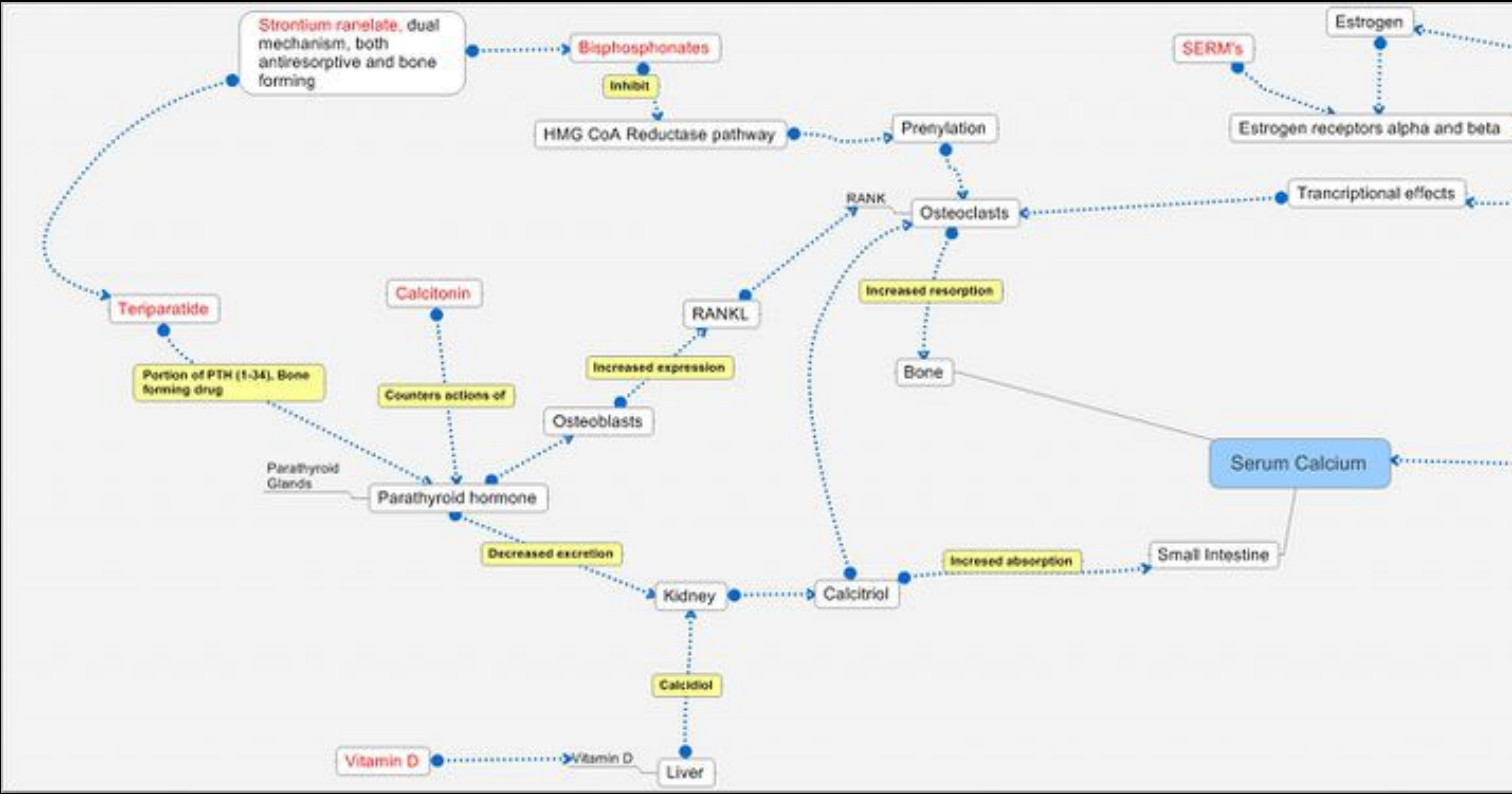 Strontium ranelate, dual
mechanism, both
antiresorptive and bone
forming
Bisphosphonates
Inhibit
HMG CoA Reductase pathway
Prenylation
Estrogen
SERM's
Estrogen receptors alpha and beta
Trancriptional effects
RANK
Osteoclasts
Increased resorption
Bone
Teriparatide
Portion of PTH (1-34), Bone
forming drug
Calcitonin
Counters actions of
RANKL
Increased expression
Osteoblasts
Parathyroid
Glands
Parathyroid hormone
Decreased excretion
Kidney
Calcitriol
Incresed absorption
Small Intestine
Serum Calcium
Calcidiol
Vitamin D
Vitamin D
Liver